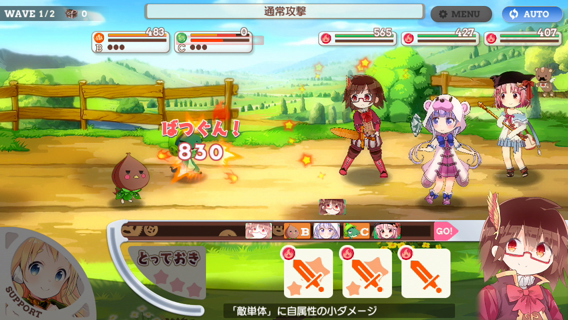 WAVE 1/2 0
通常攻撃
MENU
AUTO
483
B
0
C
565
427
407
ばつぐん!
830
B
C
GO!
とっておき
SUPPORT
「敵単体」に自属性の小ダメージ